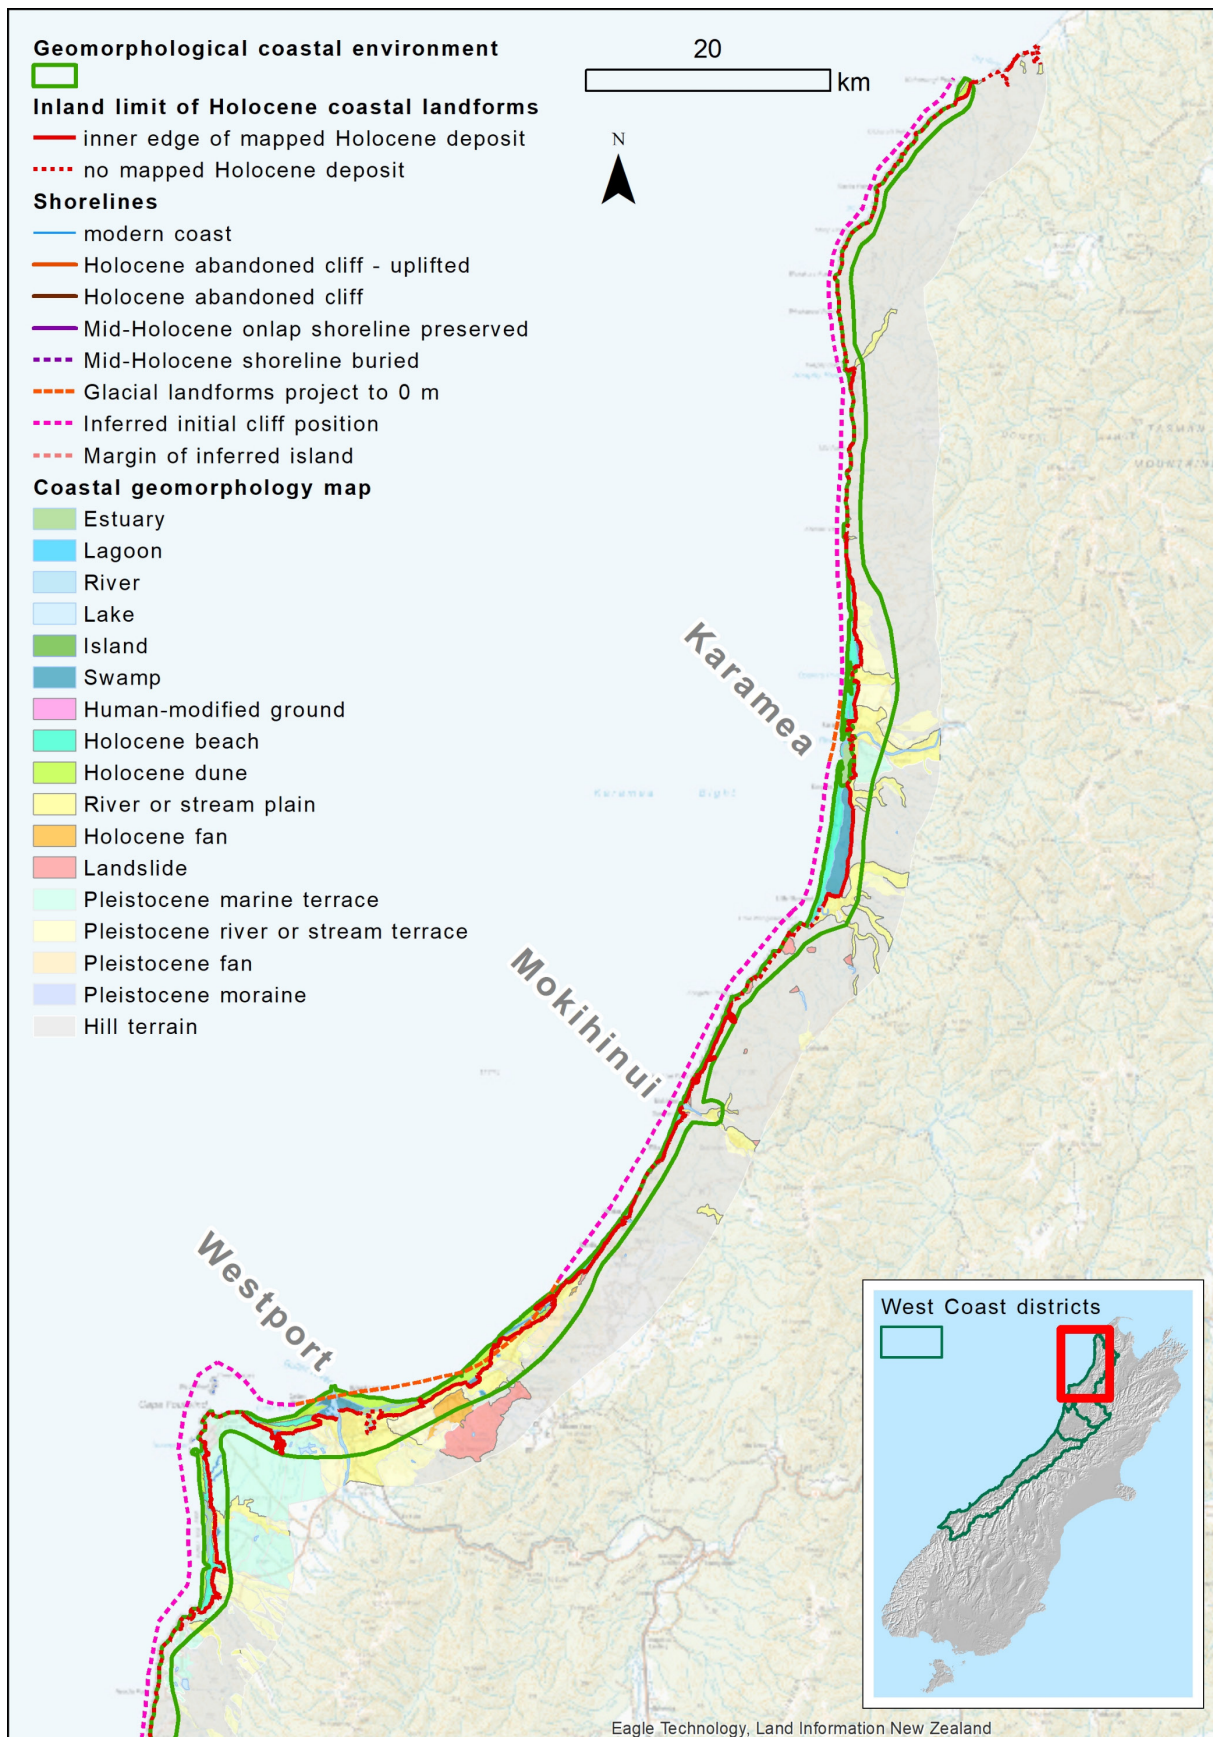 Geomorphological coastal environment
20
km
Inland limit of Holocene coastal landforms
inner edge of mapped Holocene deposit
no mapped Holocene deposit
N
Shorelines
modern coast
Holocene abandoned cliff - uplifted
Holocene abandoned cliff
Mid-Holocene onlap shoreline preserved
Mid-Holocene shoreline buried
Glacial landforms project to 0 m
Inferred initial cliff position
Margin of inferred island
Coastal geomorphology map
Estuary
Lagoon
River
Lake
Island
Swamp
Human-modified ground
Holocene beach
Holocene dune
River or stream plain
Holocene fan
Landslide
Pleistocene marine terrace
Pleistocene river or stream terrace
Pleistocene fan
Pleistocene moraine
Hill terrain
Karamea
Karamea Bight
Mokihinui
Westport
West Coast districts
Eagle Technology, Land Information New Zealand